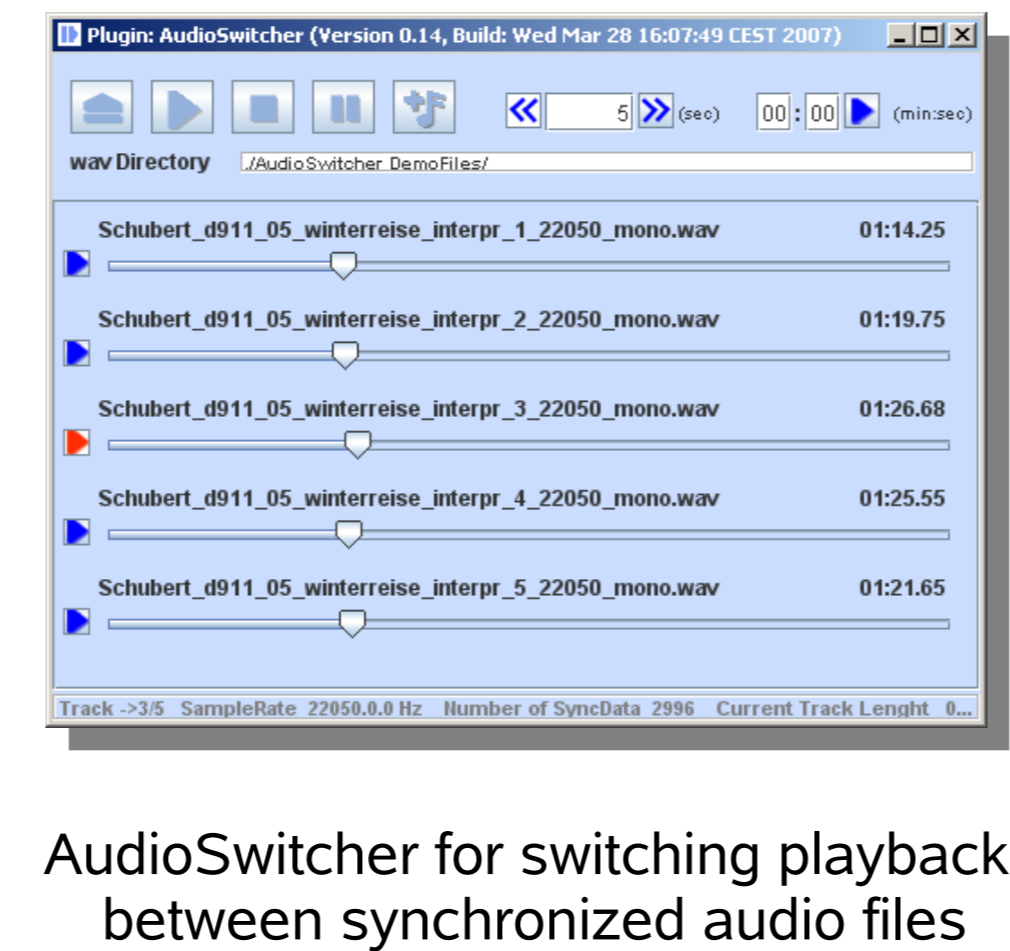 Plugin: AudioSwitcher (Version 0.14, Build: Wed Mar 28 16:07:49 CEST 2007)
5 (sec) 00 : 00 (min:sec)
wav Directory ./AudioSwitcher DemoFiles/
Schubert_d911_05_winterreise_interpr_1_22050_mono.wav 01:14.25
Schubert_d911_05_winterreise_interpr_2_22050_mono.wav 01:19.75
Schubert_d911_05_winterreise_interpr_3_22050_mono.wav 01:26.68
Schubert_d911_05_winterreise_interpr_4_22050_mono.wav 01:25.55
Schubert_d911_05_winterreise_interpr_5_22050_mono.wav 01:21.65
Track ->3/5 SampleRate 22050.0.0 Hz Number of SyncData 2996 Current Track Lenght 0...
AudioSwitcher for switching playback
between synchronized audio files